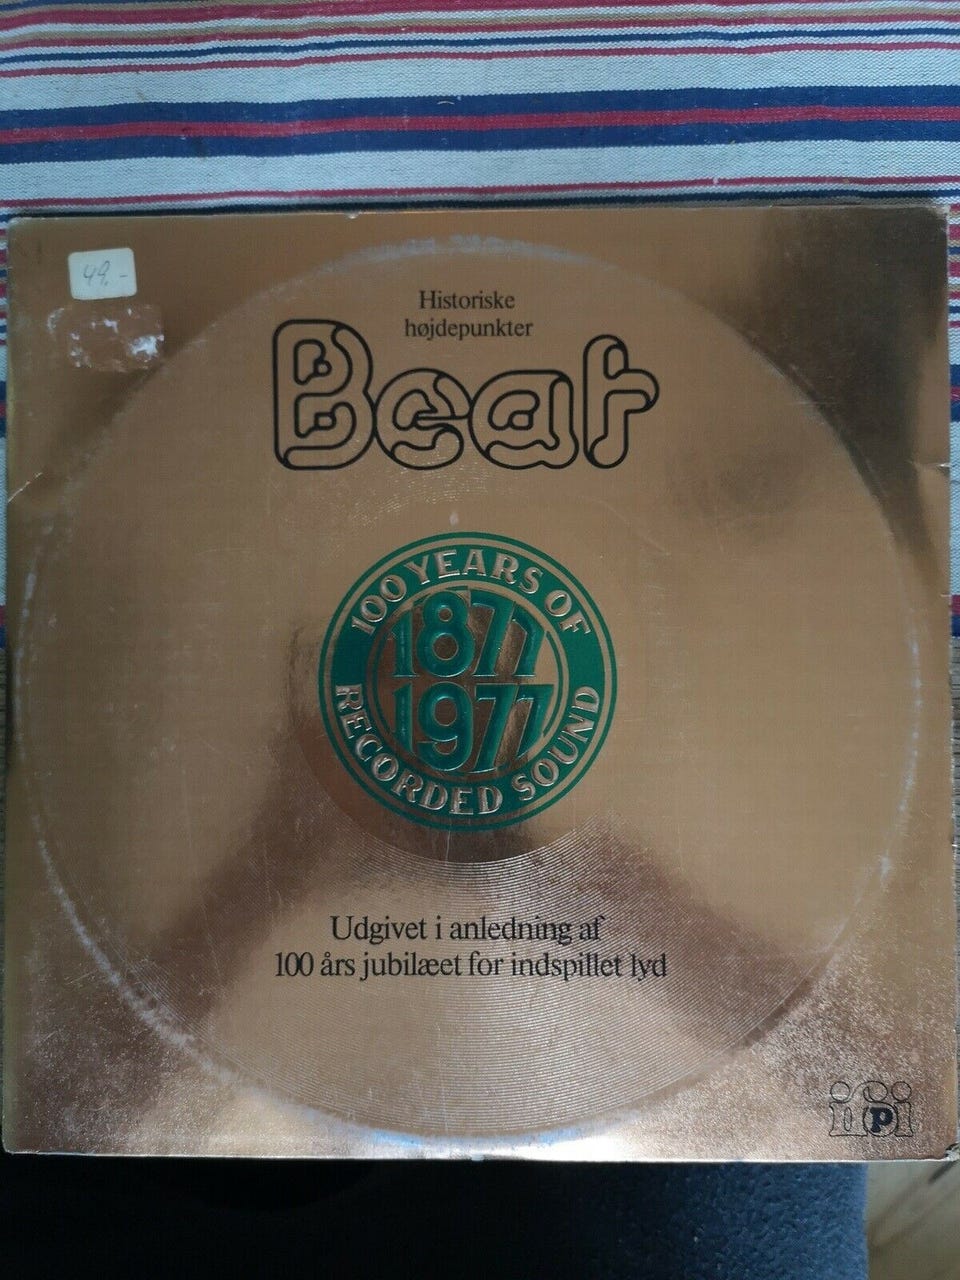 49.-
Historiske
højdepunkter
Beat
100 YEARS OF
1877
1977
RECORDED SOUND
Udgivet i anledning af
100 års jubilæet for indspillet lyd
ifpi